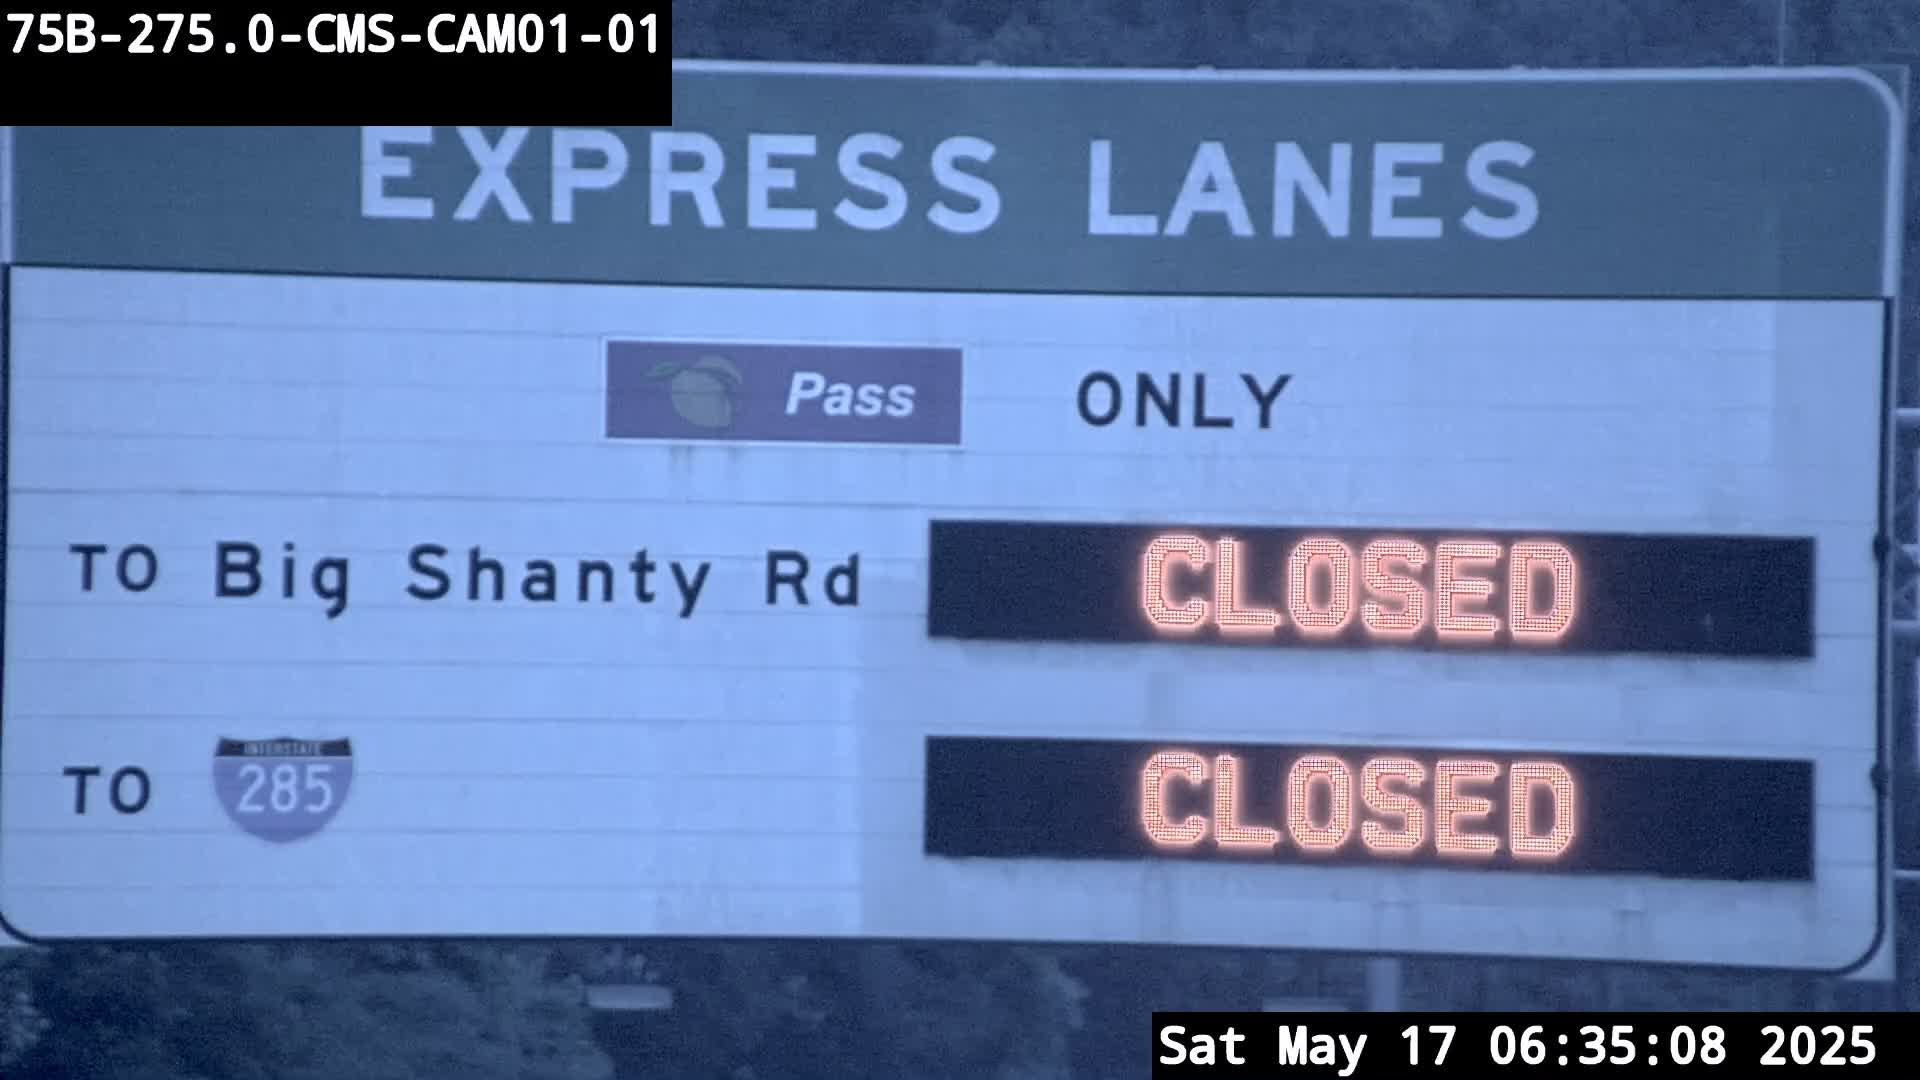 75B-275.0-CMS-CAM01-01
EXPRESS LANES
Pass ONLY
TO Big Shanty Rd CLOSED
INTERSTATE
TO 285 CLOSED
Sat May 17 06:35:08 2025